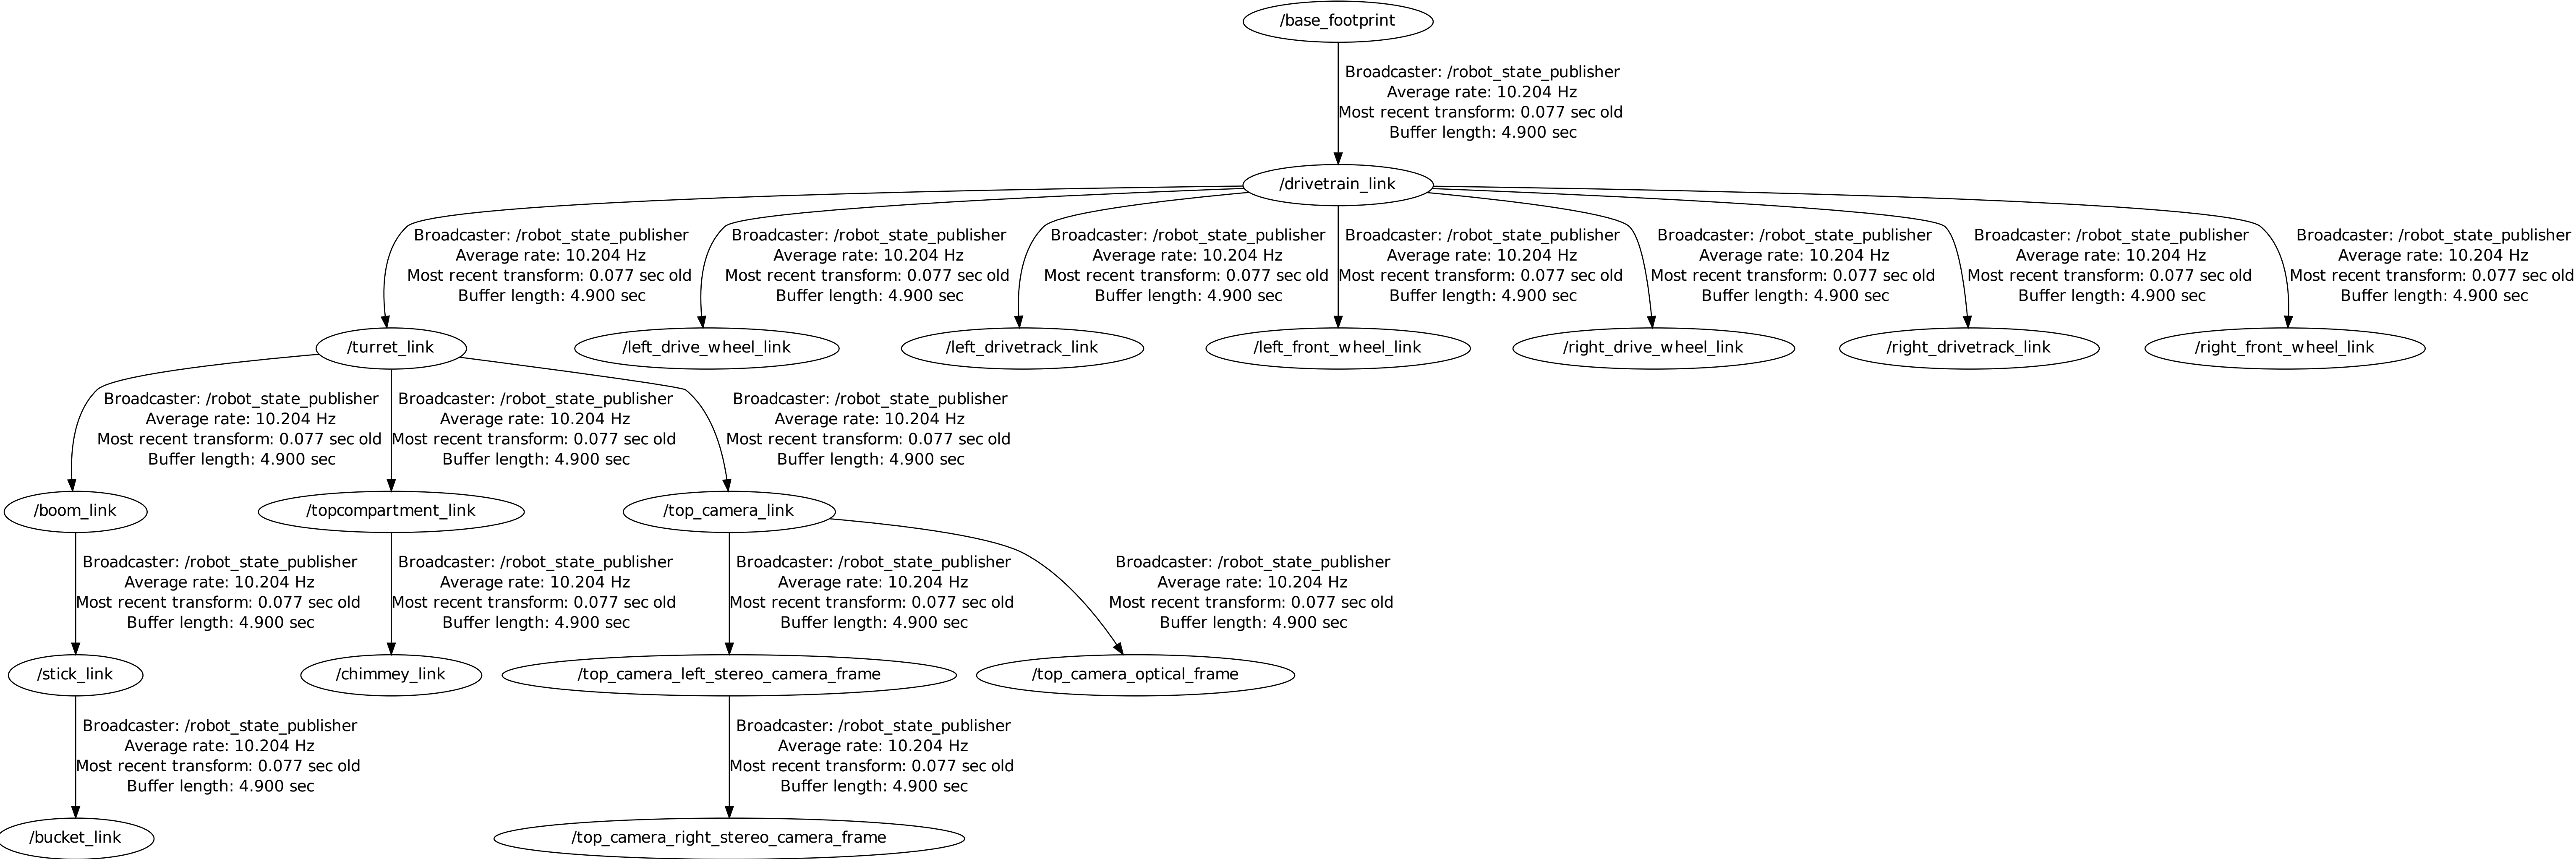 /base_footprint
Broadcaster: /robot_state_publisher
Average rate: 10.204 Hz
Most recent transform: 0.077 sec old
Buffer length: 4.900 sec
/drivetrain_link
Broadcaster: /robot_state_publisher
Average rate: 10.204 Hz
Most recent transform: 0.077 sec old
Buffer length: 4.900 sec
Broadcaster: /robot_state_publisher
Average rate: 10.204 Hz
Most recent transform: 0.077 sec old
Buffer length: 4.900 sec
Broadcaster: /robot_state_publisher
Average rate: 10.204 Hz
Most recent transform: 0.077 sec old
Buffer length: 4.900 sec
Broadcaster: /robot_state_publisher
Average rate: 10.204 Hz
Most recent transform: 0.077 sec old
Buffer length: 4.900 sec
Broadcaster: /robot_state_publisher
Average rate: 10.204 Hz
Most recent transform: 0.077 sec old
Buffer length: 4.900 sec
Broadcaster: /robot_state_publisher
Average rate: 10.204 Hz
Most recent transform: 0.077 sec old
Buffer length: 4.900 sec
Broadcaster: /robot_state_publisher
Average rate: 10.204 Hz
Most recent transform: 0.077 sec old
Buffer length: 4.900 sec
/turret_link
/left_drive_wheel_link
/left_drivetrack_link
/left_front_wheel_link
/right_drive_wheel_link
/right_drivetrack_link
/right_front_wheel_link
Broadcaster: /robot_state_publisher
Average rate: 10.204 Hz
Most recent transform: 0.077 sec old
Buffer length: 4.900 sec
Broadcaster: /robot_state_publisher
Average rate: 10.204 Hz
Most recent transform: 0.077 sec old
Buffer length: 4.900 sec
Broadcaster: /robot_state_publisher
Average rate: 10.204 Hz
Most recent transform: 0.077 sec old
Buffer length: 4.900 sec
/boom_link
/topcompartment_link
/top_camera_link
Broadcaster: /robot_state_publisher
Average rate: 10.204 Hz
Most recent transform: 0.077 sec old
Buffer length: 4.900 sec
Broadcaster: /robot_state_publisher
Average rate: 10.204 Hz
Most recent transform: 0.077 sec old
Buffer length: 4.900 sec
Broadcaster: /robot_state_publisher
Average rate: 10.204 Hz
Most recent transform: 0.077 sec old
Buffer length: 4.900 sec
Broadcaster: /robot_state_publisher
Average rate: 10.204 Hz
Most recent transform: 0.077 sec old
Buffer length: 4.900 sec
/stick_link
/chimmey_link
/top_camera_left_stereo_camera_frame
/top_camera_optical_frame
Broadcaster: /robot_state_publisher
Average rate: 10.204 Hz
Most recent transform: 0.077 sec old
Buffer length: 4.900 sec
Broadcaster: /robot_state_publisher
Average rate: 10.204 Hz
Most recent transform: 0.077 sec old
Buffer length: 4.900 sec
/bucket_link
/top_camera_right_stereo_camera_frame